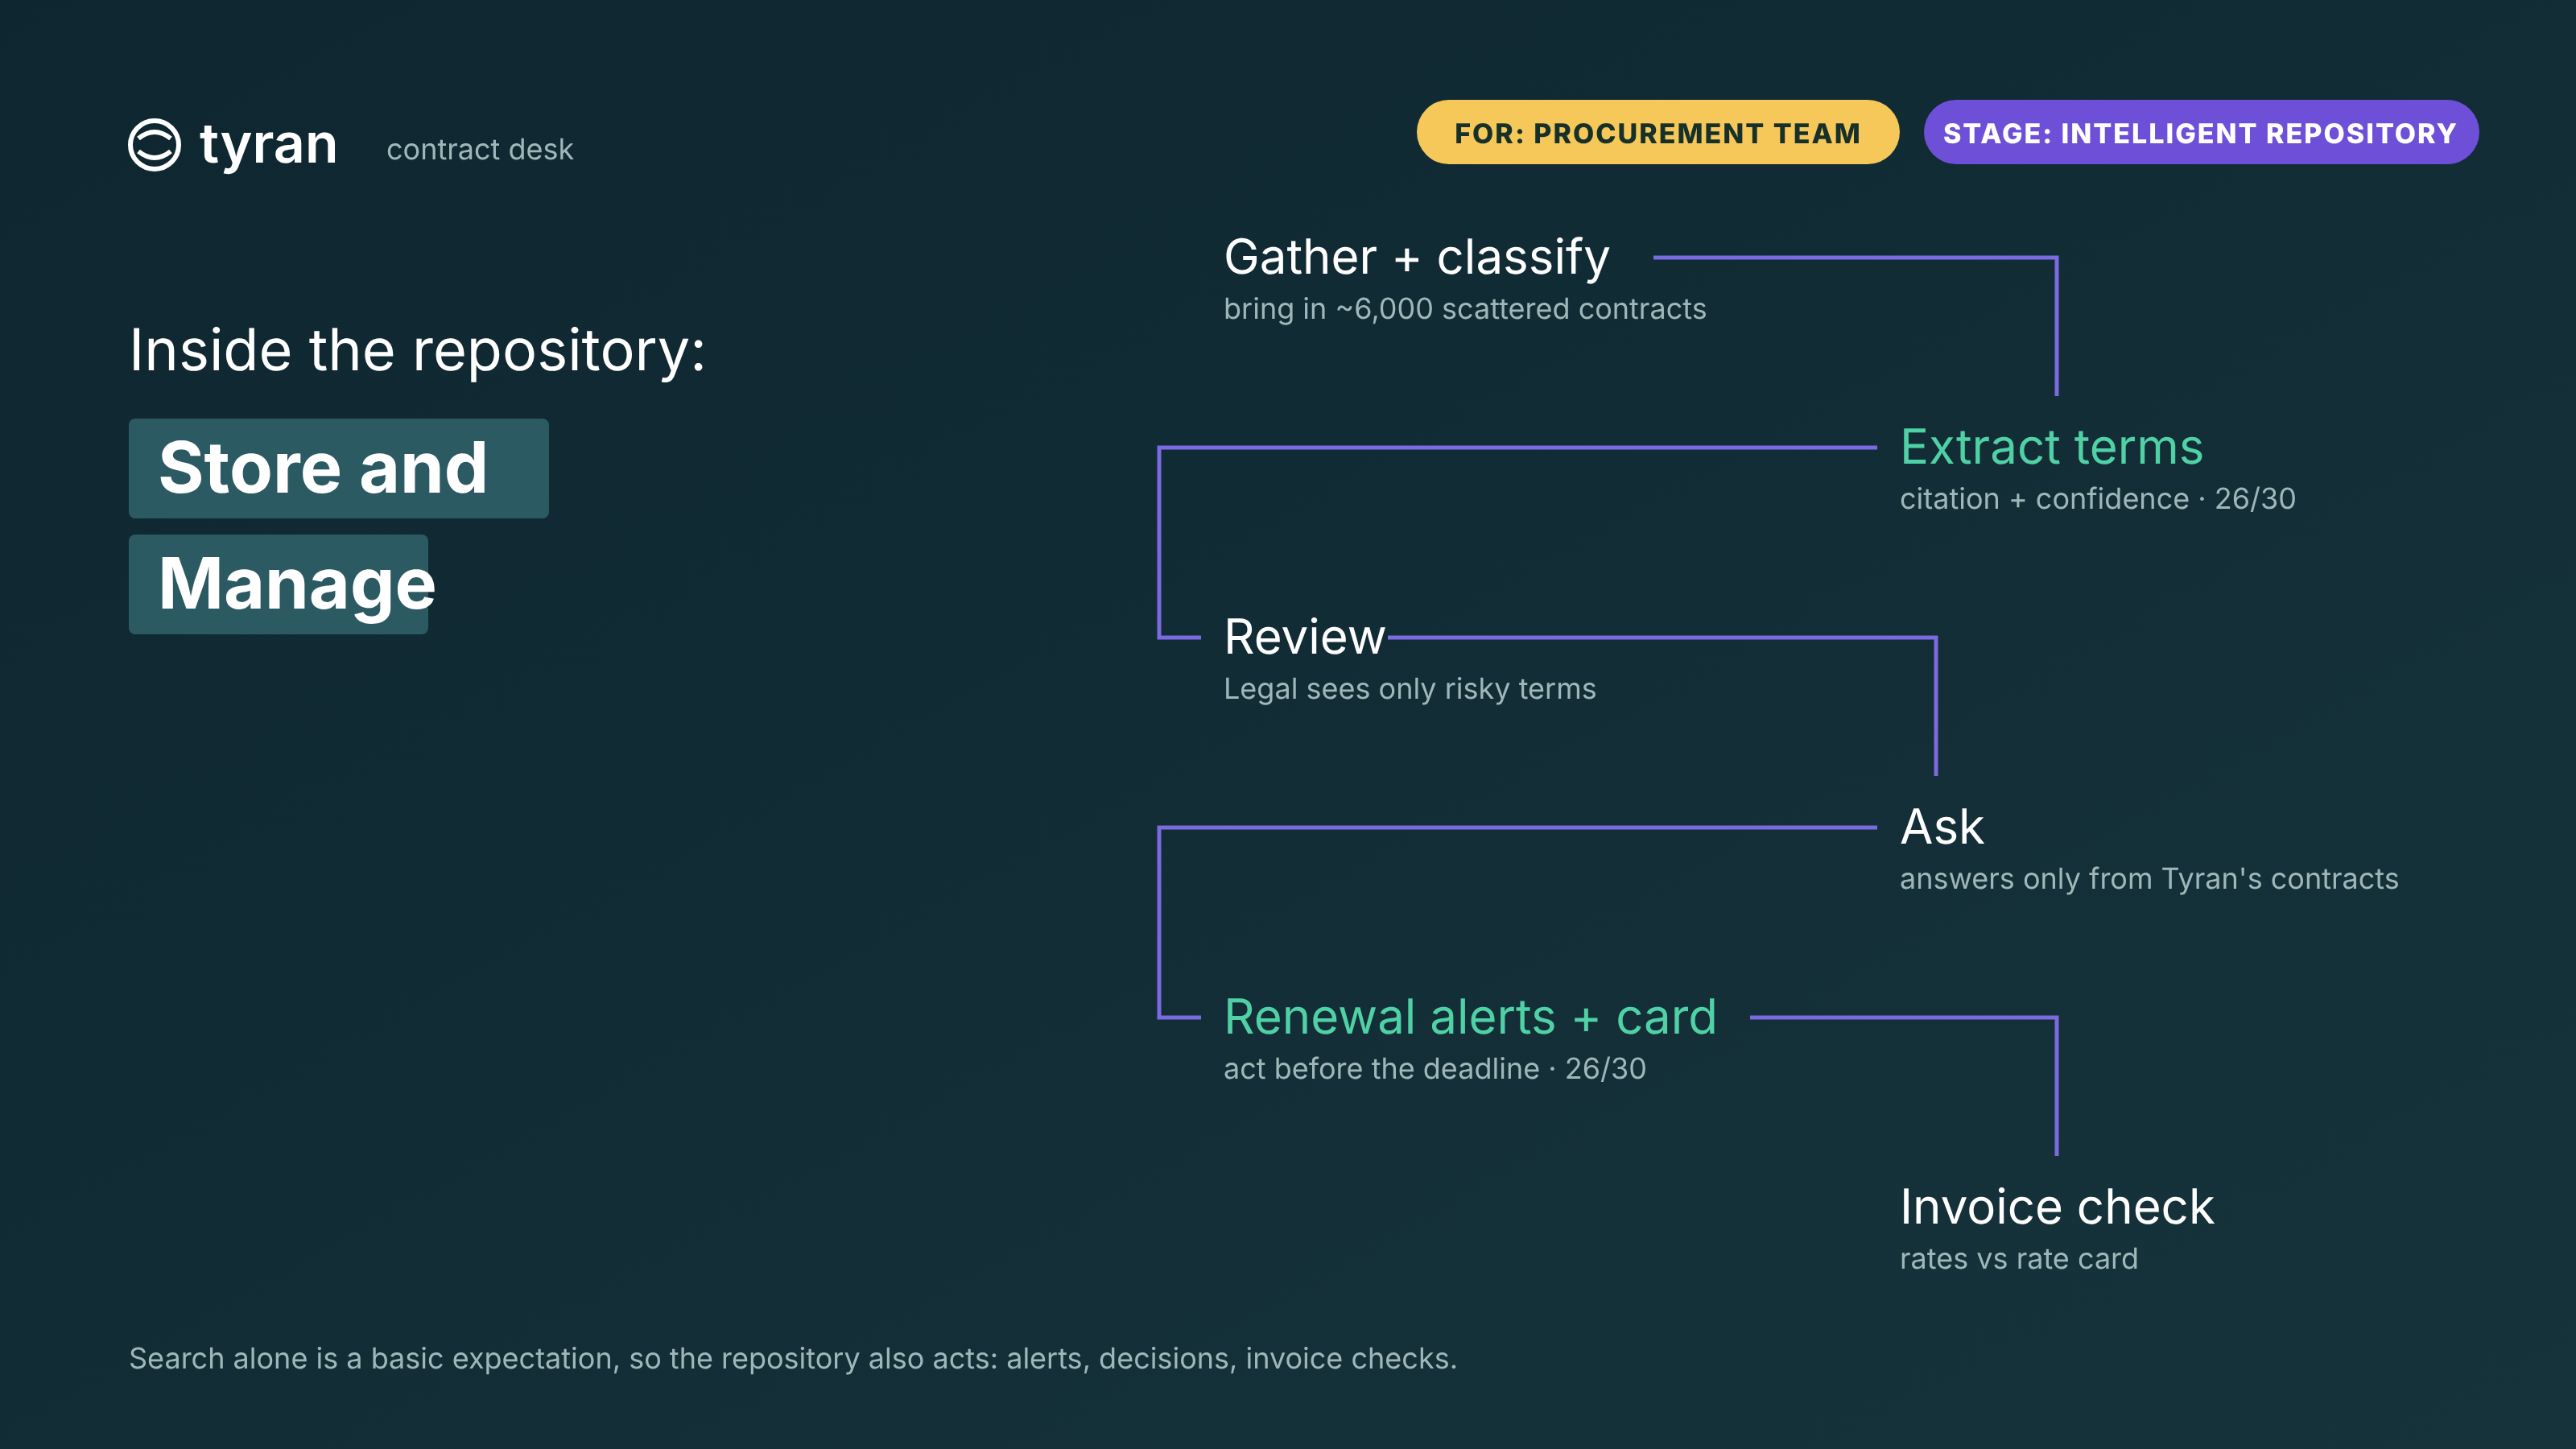 tyran contract desk
FOR: PROCUREMENT TEAM
STAGE: INTELLIGENT REPOSITORY
Inside the repository:
Store and
Manage
Gather + classify
bring in ~6,000 scattered contracts
Extract terms
citation + confidence · 26/30
Review
Legal sees only risky terms
Ask
answers only from Tyran's contracts
Renewal alerts + card
act before the deadline · 26/30
Invoice check
rates vs rate card
Search alone is a basic expectation, so the repository also acts: alerts, decisions, invoice checks.